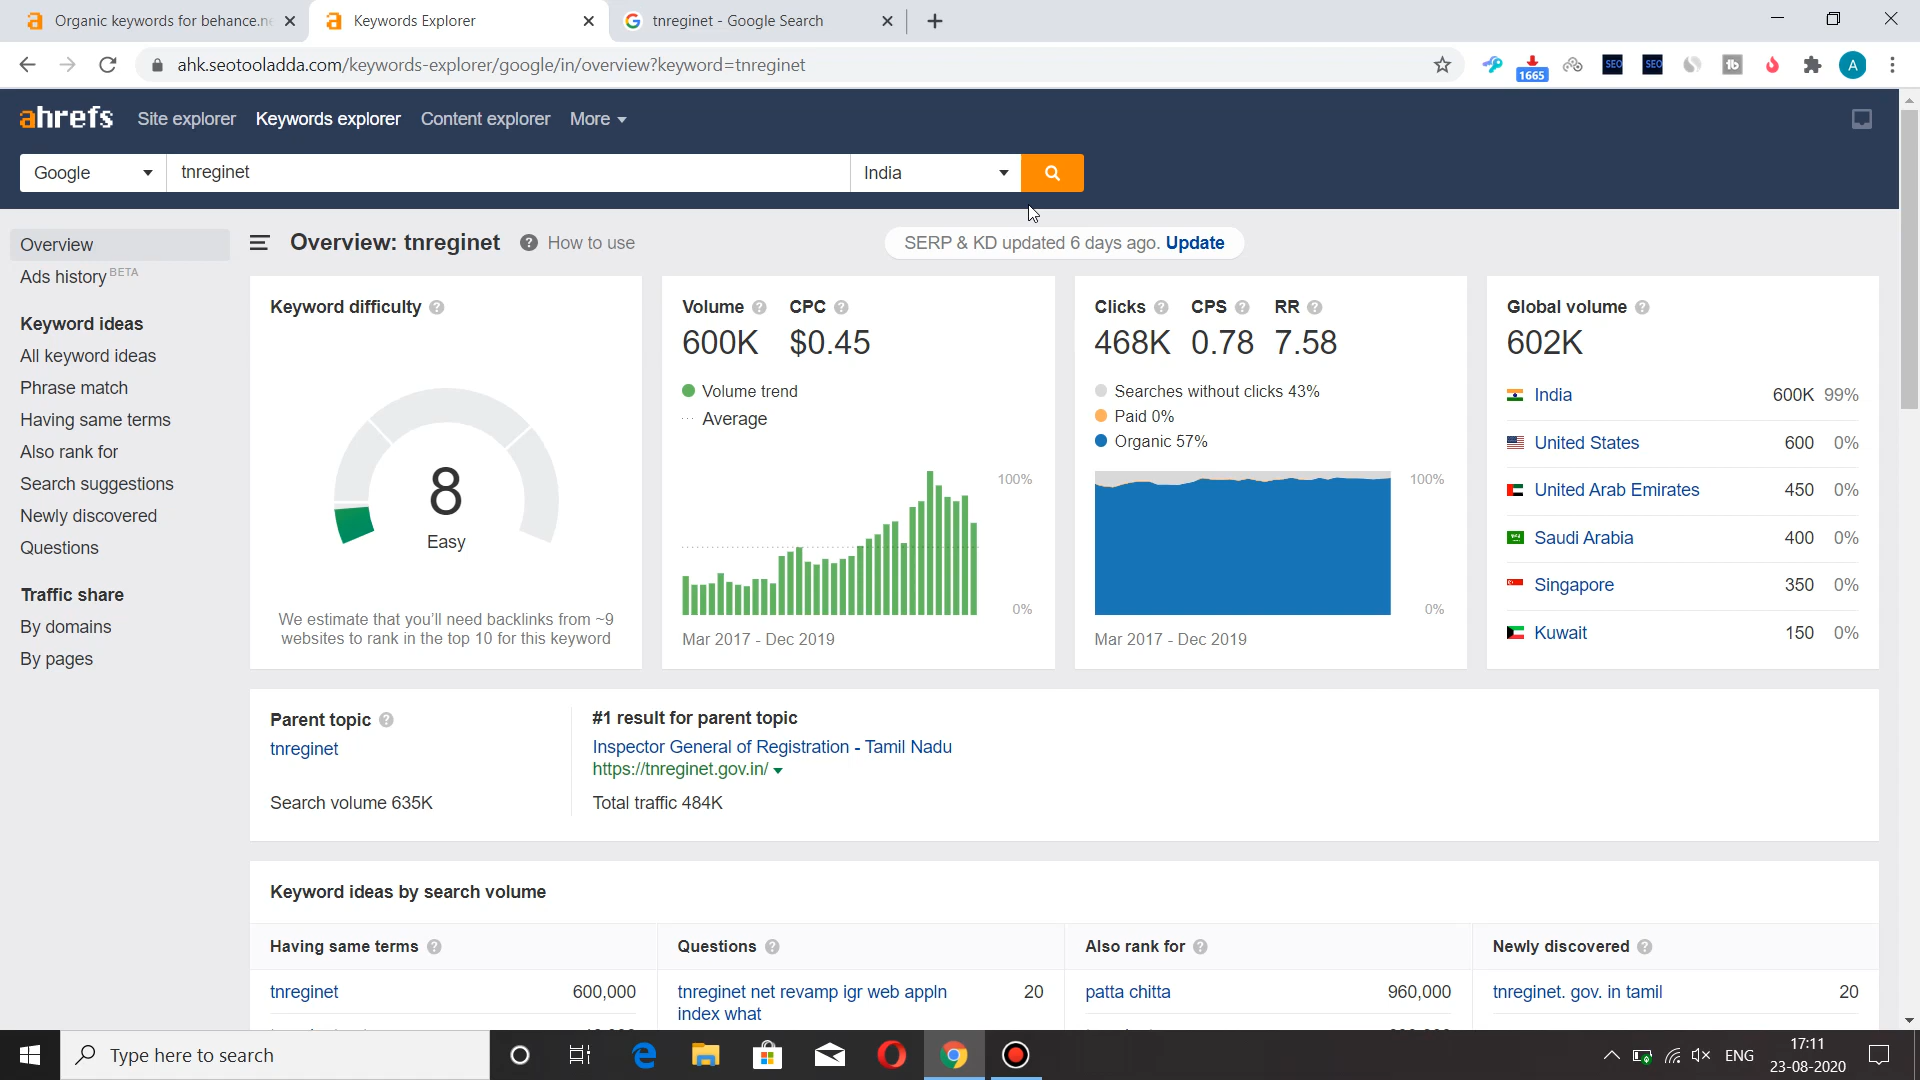 Organic keywords for behance.ne
Keywords Explorer
tnreginet - Google Search
ahk.seotooladda.com/keywords-explorer/google/in/overview?keyword=tnreginet
1665
SEO
SEO
tb
A
ahrefs
Site explorer
Keywords explorer
Content explorer
More
Google
tnreginet
India
Overview
Ads history BETA
Keyword ideas
All keyword ideas
Phrase match
Having same terms
Also rank for
Search suggestions
Newly discovered
Questions
Traffic share
By domains
By pages
Overview: tnreginet
? How to use
SERP & KD updated 6 days ago. Update
Keyword difficulty ?
8
Easy
We estimate that you'll need backlinks from ~9
websites to rank in the top 10 for this keyword
Volume ? CPC ?
600K $0.45
Volume trend
Average
100%
0%
Mar 2017 - Dec 2019
Clicks ? CPS ? RR ?
468K 0.78 7.58
Searches without clicks 43%
Paid 0%
Organic 57%
100%
0%
Mar 2017 - Dec 2019
Global volume ?
602K
India 600K 99%
United States 600 0%
United Arab Emirates 450 0%
Saudi Arabia 400 0%
Singapore 350 0%
Kuwait 150 0%
Parent topic ?
tnreginet
Search volume 635K
#1 result for parent topic
Inspector General of Registration - Tamil Nadu
https://tnreginet.gov.in/
Total traffic 484K
Keyword ideas by search volume
Having same terms ?
tnreginet 600,000
Questions ?
tnreginet net revamp igr web appln 20
index what
Also rank for ?
patta chitta 960,000
Newly discovered ?
tnreginet. gov. in tamil 20
Type here to search
ENG
17:11
23-08-2020